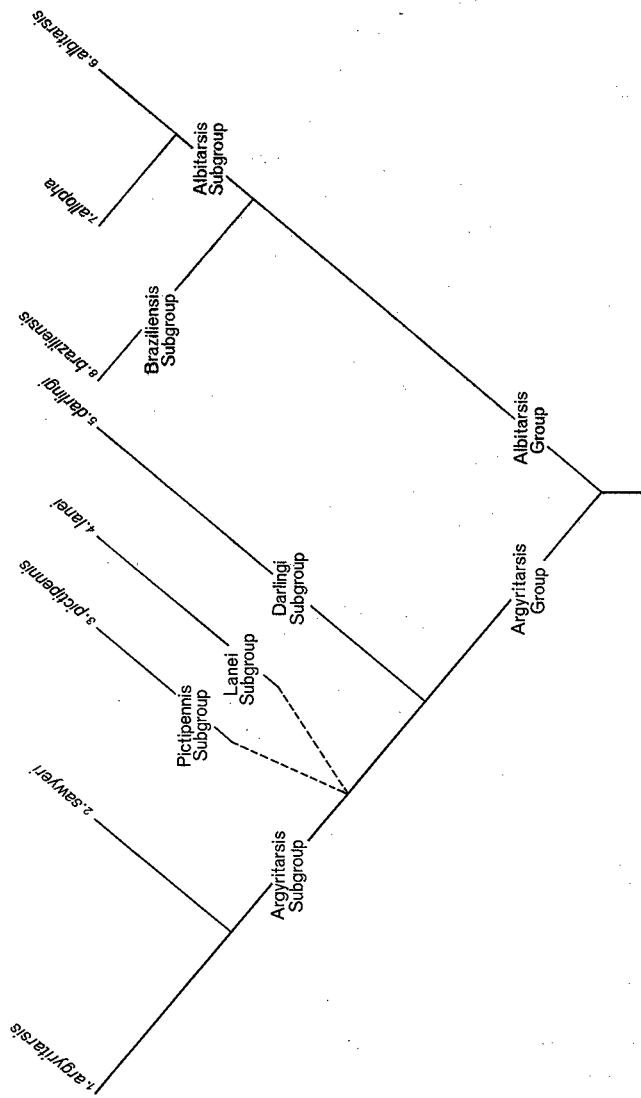 6.albitarsis
7.allopha
Albitarsis
Subgroup
8.braziliensis
Braziliensis
Subgroup
5.darlingi
4.lanei
3.pictipennis
Darlingi
Subgroup
Lanei
Subgroup
Pictipennis
Subgroup
2.sawyeri
1.argyritarsis
Argyritarsis
Subgroup
Albitarsis
Group
Argyritarsis
Group